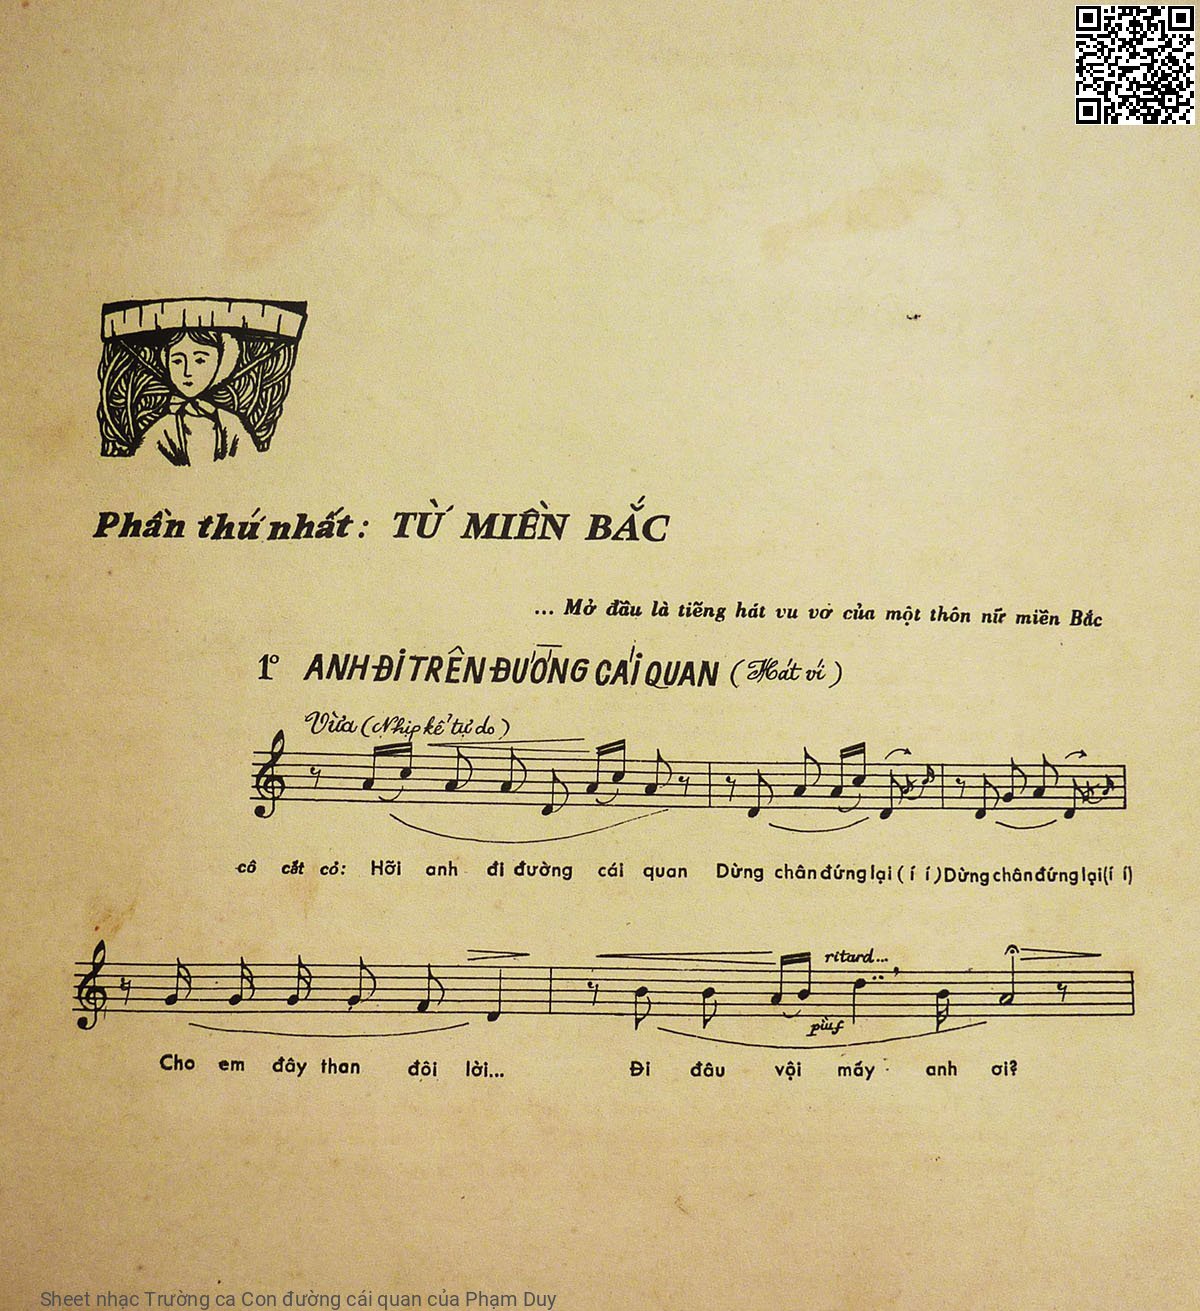 Phần thứ nhất: TỪ MIỀN BẮC
... Mở đầu là tiếng hát vu vơ của một thôn nữ miền Bắc
1º ANH ĐI TRÊN ĐƯỜNG CÁI QUAN (Hát ví)
Vừa (Nhịp kể tự do)
cô cắt cỏ: Hỡi anh đi đường cái quan Dừng chân đứng lại (í í) Dừng chân đứng lại (í í)
ritard...
più f
Cho em đây than đôi lời... Đi đâu vội mấy anh ơi?
Sheet nhạc Trường ca Con đường cái quan của Phạm Duy